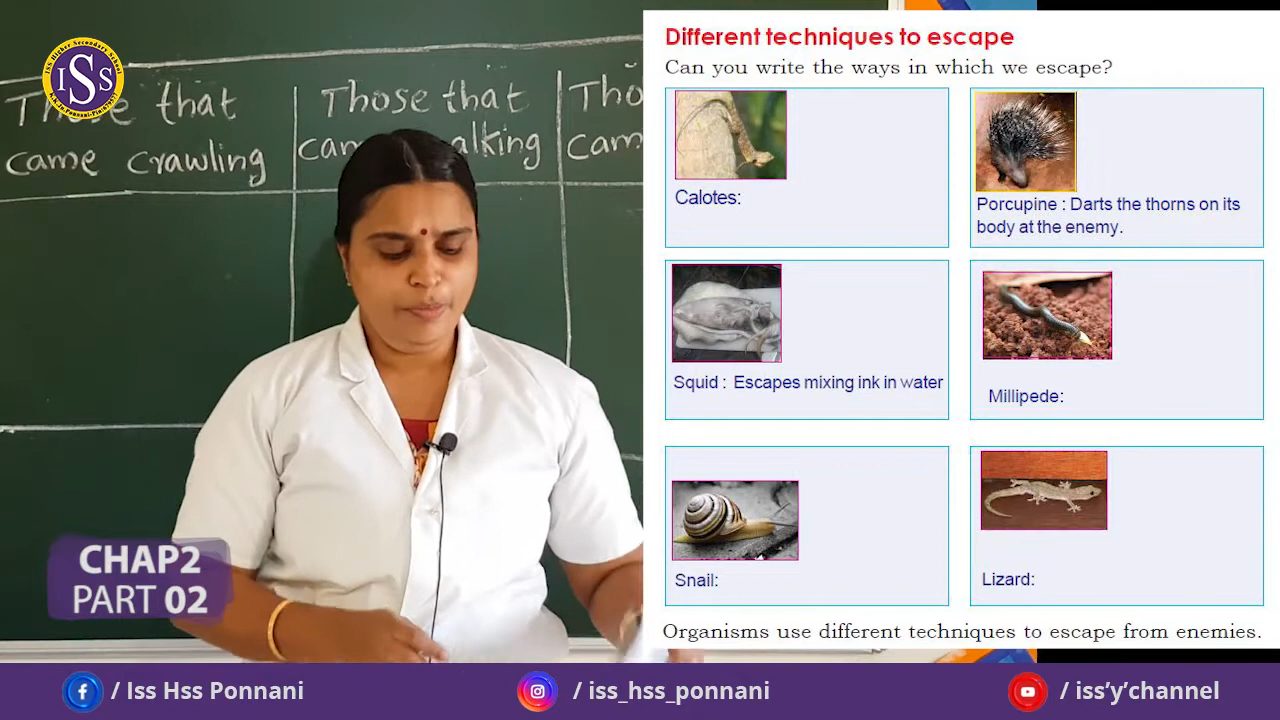 ISS
Those that
came crawling
Those that
came walking
Tho
cam
CHAP2
PART 02
Different techniques to escape
Can you write the ways in which we escape?
Calotes:
Porcupine : Darts the thorns on its
body at the enemy.
Squid : Escapes mixing ink in water
Millipede:
Snail:
Lizard:
Organisms use different techniques to escape from enemies.
/ Iss Hss Ponnani
/ iss_hss_ponnani
/ iss’y’channel